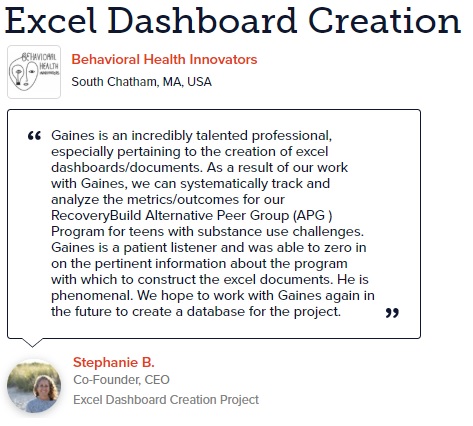 Excel Dashboard Creation
BEHAVIORAL
HEALTH
Behavioral Health Innovators
South Chatham, MA, USA
“ Gaines is an incredibly talented professional,
especially pertaining to the creation of excel
dashboards/documents. As a result of our work
with Gaines, we can systematically track and
analyze the metrics/outcomes for our
RecoveryBuild Alternative Peer Group (APG )
Program for teens with substance use challenges.
Gaines is a patient listener and was able to zero in
on the pertinent information about the program
with which to construct the excel documents. He is
phenomenal. We hope to work with Gaines again in
the future to create a database for the project. ”
Stephanie B.
Co-Founder, CEO
Excel Dashboard Creation Project